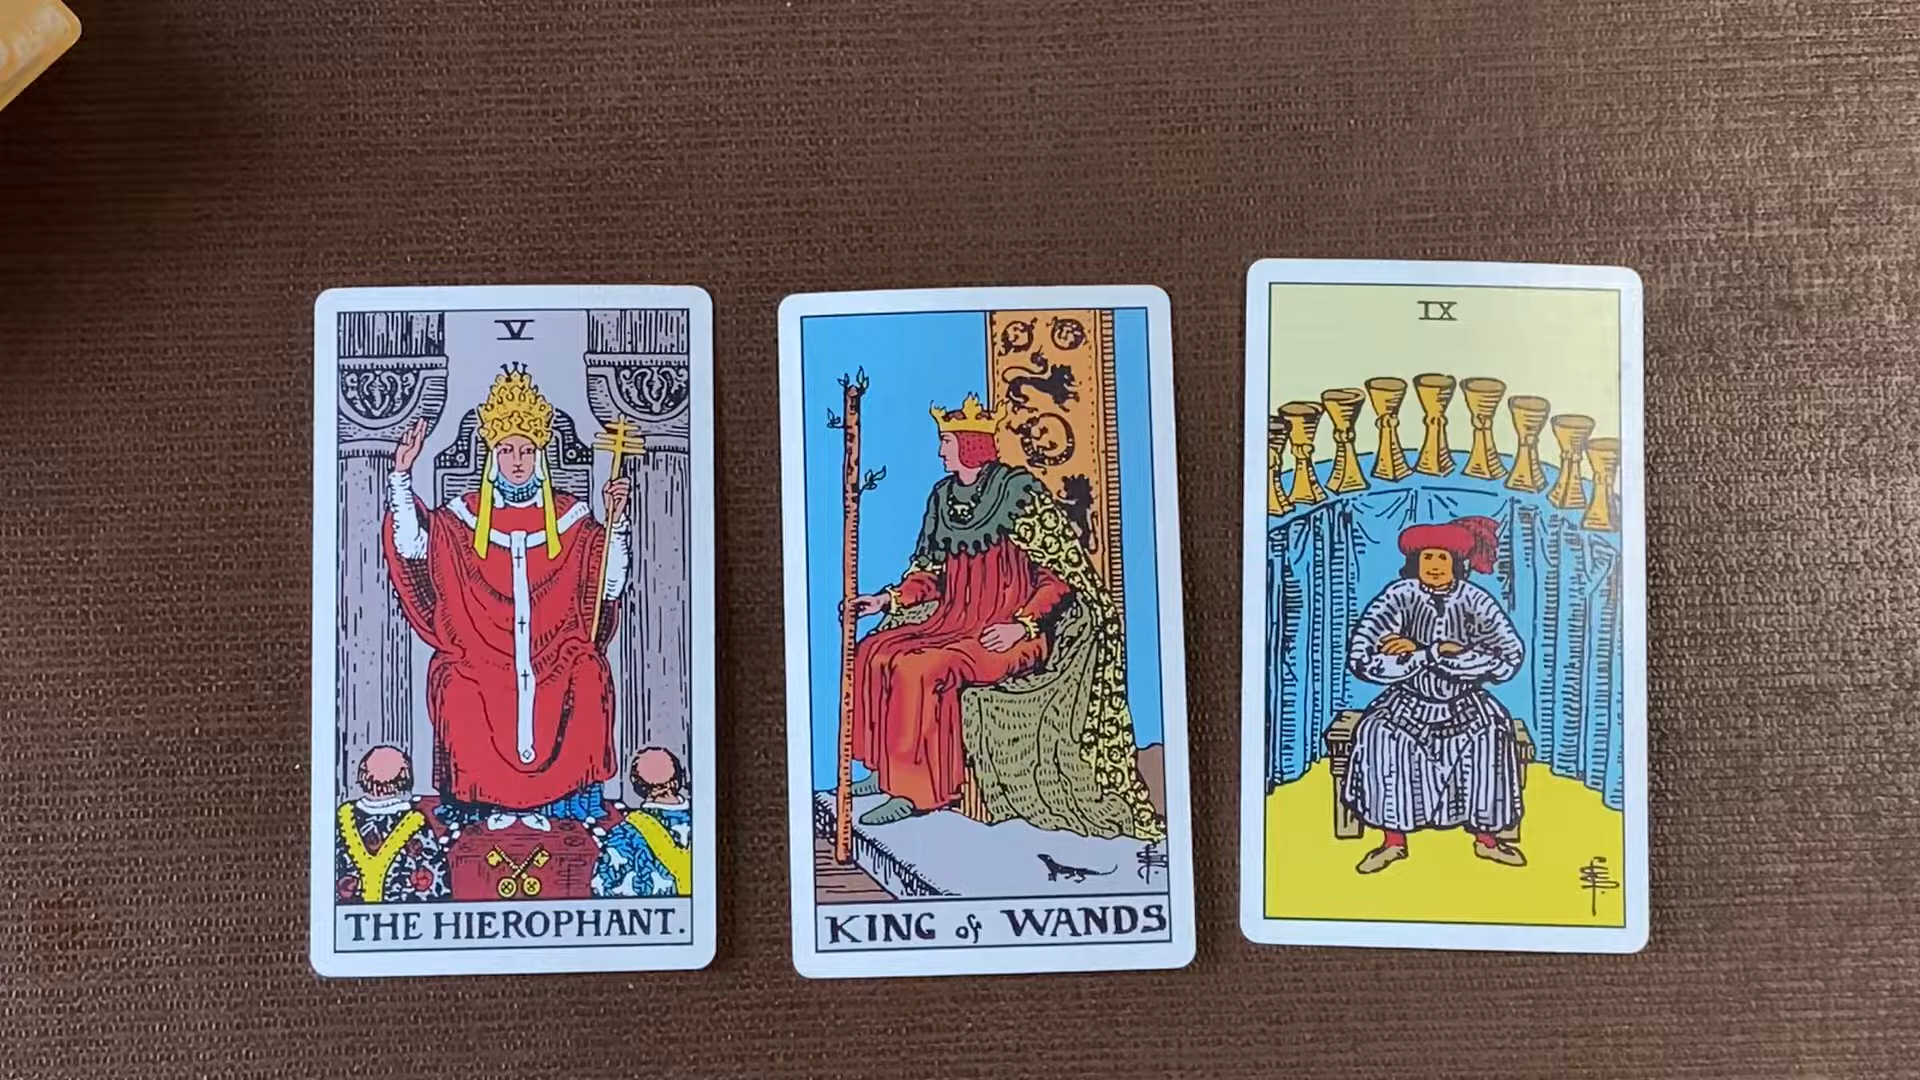 V
THE HIEROPHANT.
KING of WANDS
IX